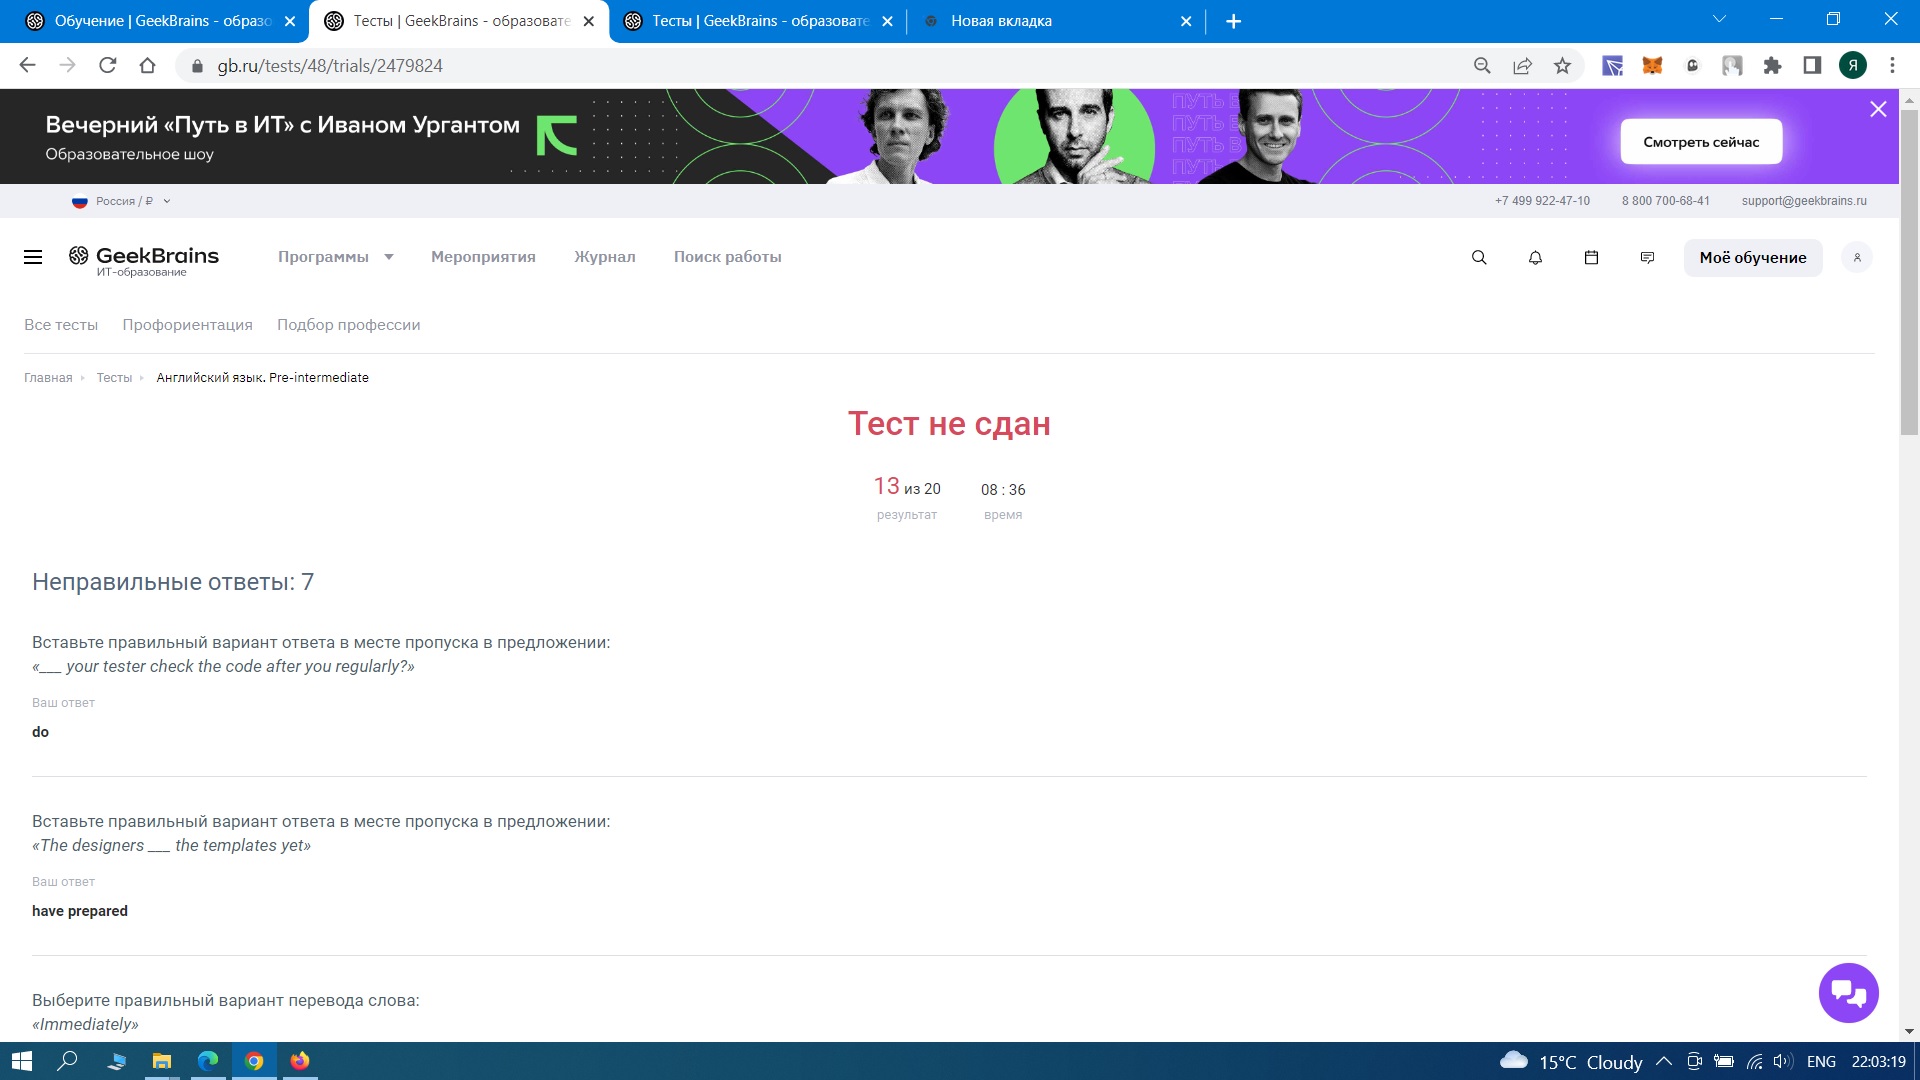 Обучение | GeekBrains - образо
Тесты | GeekBrains - образовате
Тесты | GeekBrains - образовате
Новая вкладка
gb.ru/tests/48/trials/2479824
Я
Вечерний «Путь в ИТ» с Иваном Ургантом
Образовательное шоу
Смотреть сейчас
Россия / ₽
+7 499 922-47-10
8 800 700-68-41
support@geekbrains.ru
GeekBrains
ИТ-образование
Программы
Мероприятия
Журнал
Поиск работы
Моё обучение
Все тесты
Профориентация
Подбор профессии
Главная
Тесты
Английский язык. Pre-intermediate
Тест не сдан
13 из 20
08 : 36
результат
время
Неправильные ответы: 7
Вставьте правильный вариант ответа в месте пропуска в предложении:
«___ your tester check the code after you regularly?»
Ваш ответ
do
Вставьте правильный вариант ответа в месте пропуска в предложении:
«The designers ___ the templates yet»
Ваш ответ
have prepared
Выберите правильный вариант перевода слова:
«Immediately»
15°C Cloudy
ENG
22:03:19